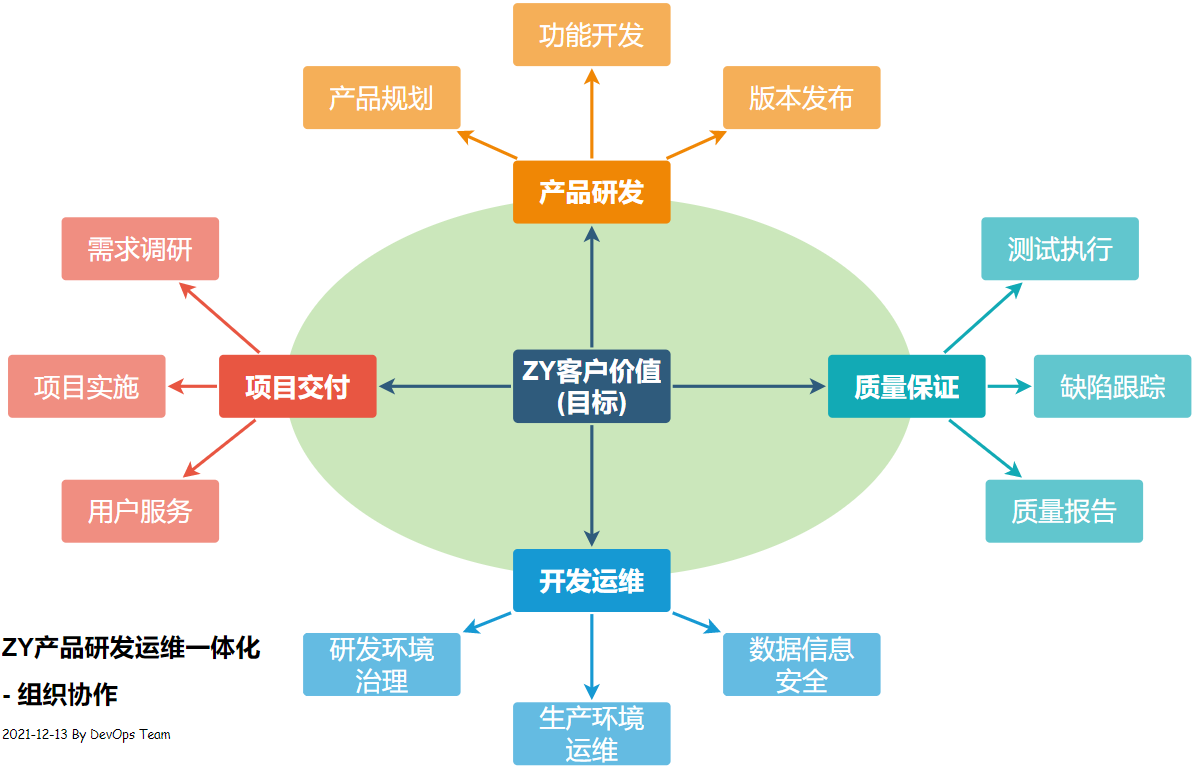 功能开发
产品规划
版本发布
产品研发
需求调研
测试执行
项目实施
项目交付
ZY客户价值
(目标)
质量保证
缺陷跟踪
用户服务
质量报告
开发运维
研发环境
治理
数据信息
安全
生产环境
运维
ZY产品研发运维一体化
- 组织协作
2021-12-13 By DevOps Team